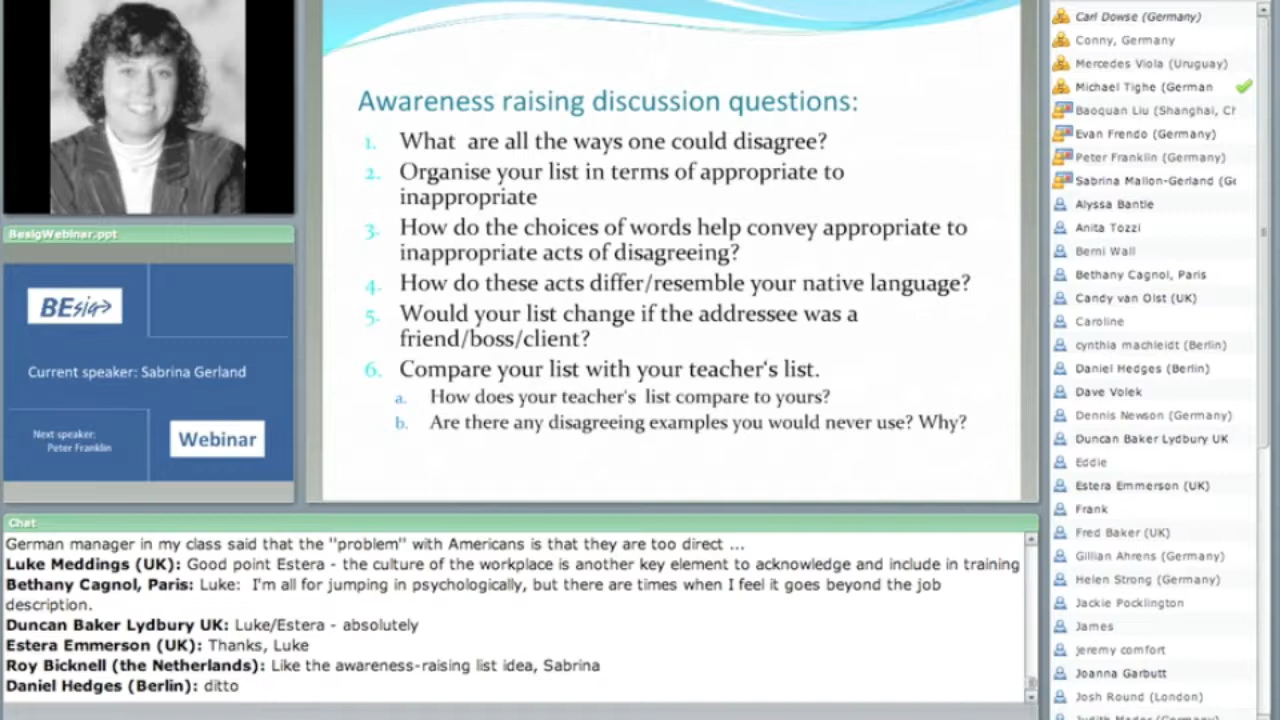 Awareness raising discussion questions:
1. What are all the ways one could disagree?
2. Organise your list in terms of appropriate to
inappropriate
3. How do the choices of words help convey appropriate to
inappropriate acts of disagreeing?
4. How do these acts differ/resemble your native language?
5. Would your list change if the addressee was a
friend/boss/client?
6. Compare your list with your teacher's list.
a. How does your teacher's list compare to yours?
b. Are there any disagreeing examples you would never use? Why?
BesigWebinar.ppt
BEsig
Current speaker: Sabrina Gerland
Next speaker:
Peter Franklin
Webinar
Chat
German manager in my class said that the "problem" with Americans is that they are too direct ...
Luke Meddings (UK): Good point Estera - the culture of the workplace is another key element to acknowledge and include in training
Bethany Cagnol, Paris: Luke: I'm all for jumping in psychologically, but there are times when I feel it goes beyond the job
description.
Duncan Baker Lydbury UK: Luke/Estera - absolutely
Estera Emmerson (UK): Thanks, Luke
Roy Bicknell (the Netherlands): Like the awareness-raising list idea, Sabrina
Daniel Hedges (Berlin): ditto
Carl Dowse (Germany)
Conny, Germany
Mercedes Viola (Uruguay)
Michael Tighe (German
Baoquan Liu (Shanghai, Ch
Evan Frendo (Germany)
Peter Franklin (Germany)
Sabrina Mallon-Gerland (Ge
Alyssa Bantle
Anita Tozzi
Berni Wall
Bethany Cagnol, Paris
Candy van Olst (UK)
Caroline
cynthia machleidt (Berlin)
Daniel Hedges (Berlin)
Dave Volek
Dennis Newson (Germany)
Duncan Baker Lydbury UK
Eddie
Estera Emmerson (UK)
Frank
Fred Baker (UK)
Gillian Ahrens (Germany)
Helen Strong (Germany)
Jackie Pocklington
James
jeremy comfort
Joanna Garbutt
Josh Round (London)